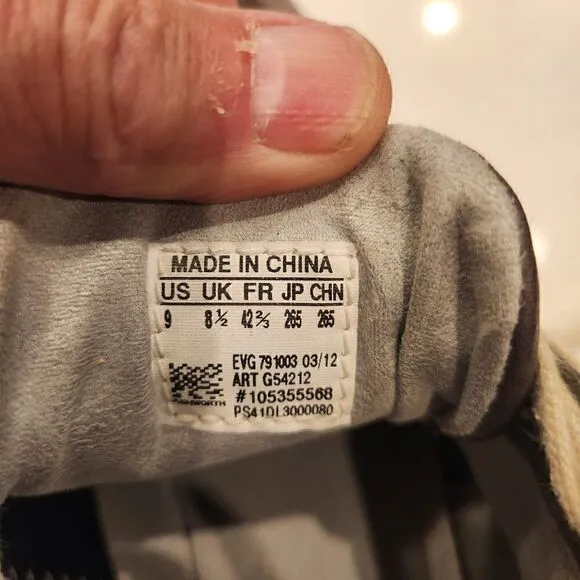 MADE IN CHINA
US UK FR JP CHN
9 8½ 42⅔ 265 265
EVG 791003 03/12
ART G54212
#105355568
ASHWORTH
PS41DL3000080